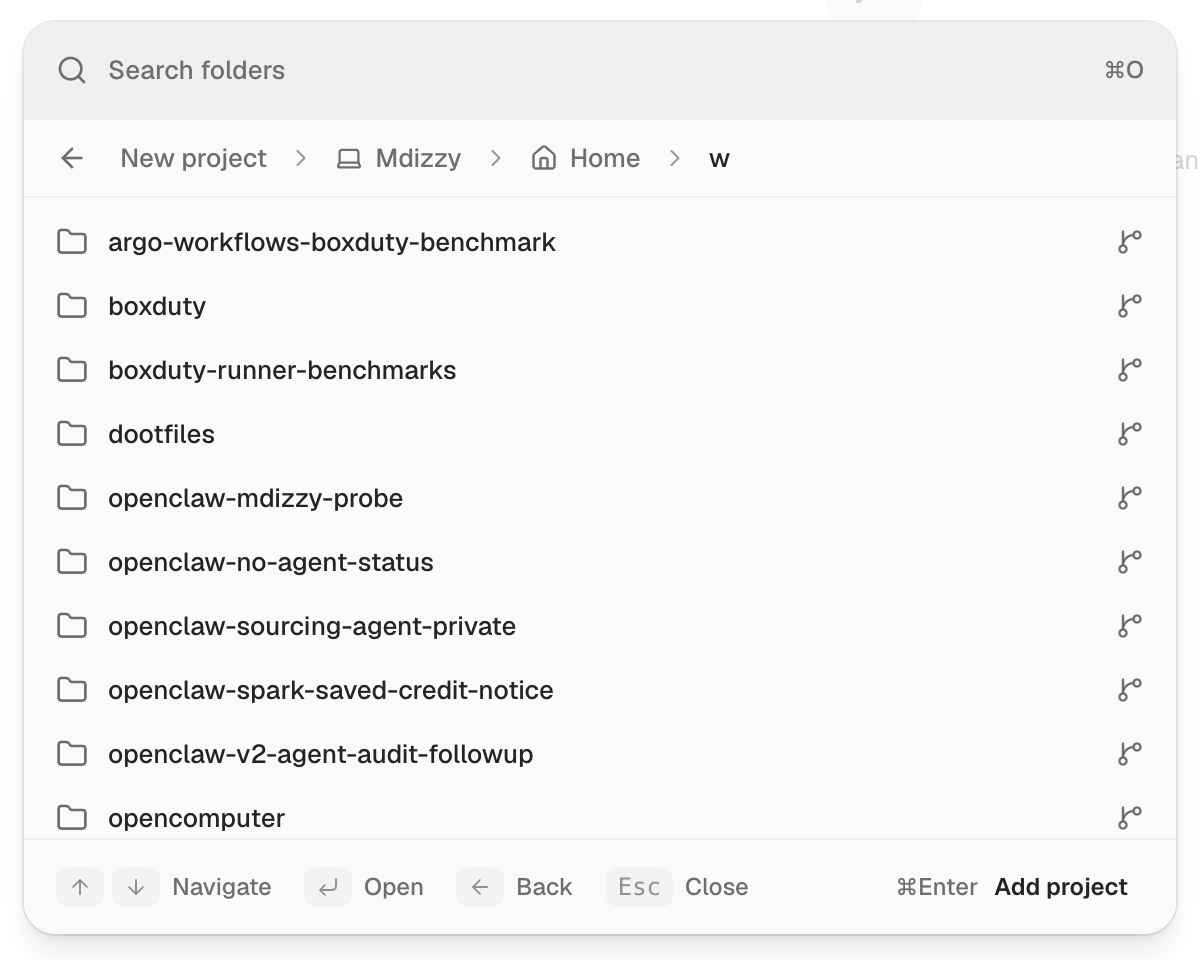 Search folders ⌘O
New project > Mdizzy > Home > w
argo-workflows-boxduty-benchmark
boxduty
boxduty-runner-benchmarks
dootfiles
openclaw-mdizzy-probe
openclaw-no-agent-status
openclaw-sourcing-agent-private
openclaw-spark-saved-credit-notice
openclaw-v2-agent-audit-followup
opencomputer
↑ ↓ Navigate ↵ Open ← Back Esc Close ⌘Enter Add project